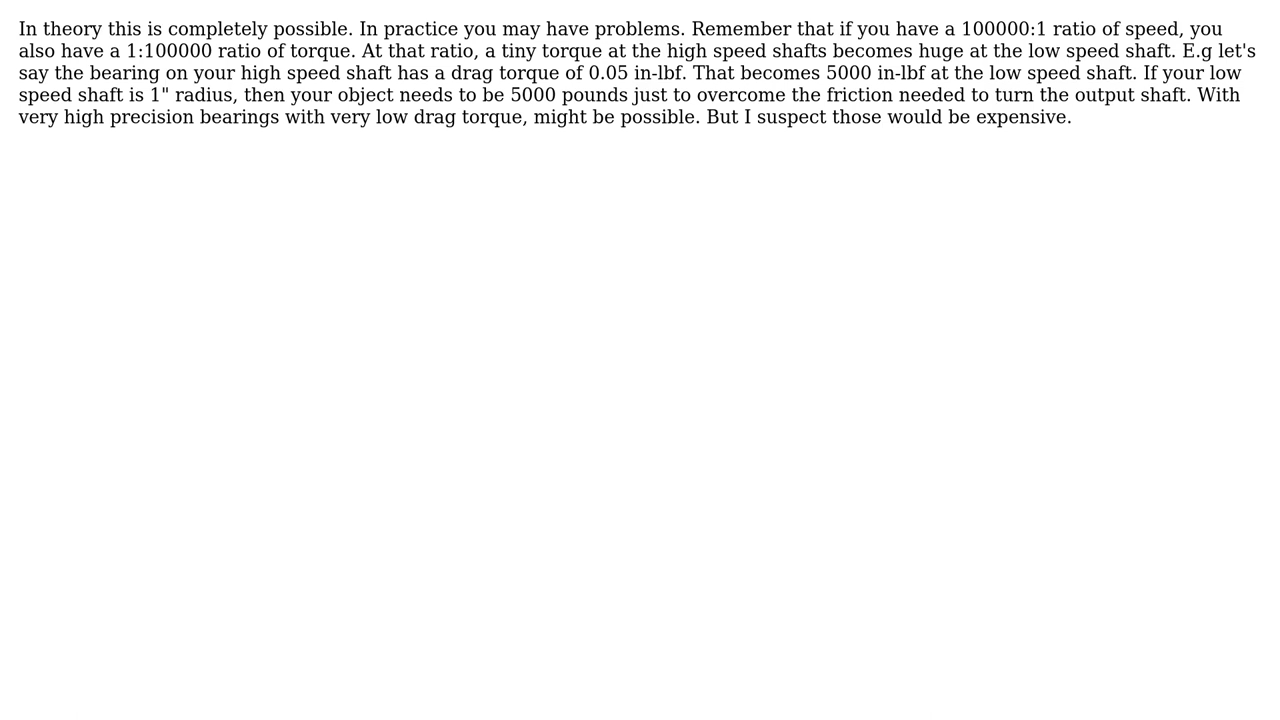 In theory this is completely possible. In practice you may have problems. Remember that if you have a 100000:1 ratio of speed, you
also have a 1:100000 ratio of torque. At that ratio, a tiny torque at the high speed shafts becomes huge at the low speed shaft. E.g let's
say the bearing on your high speed shaft has a drag torque of 0.05 in-lbf. That becomes 5000 in-lbf at the low speed shaft. If your low
speed shaft is 1" radius, then your object needs to be 5000 pounds just to overcome the friction needed to turn the output shaft. With
very high precision bearings with very low drag torque, might be possible. But I suspect those would be expensive.